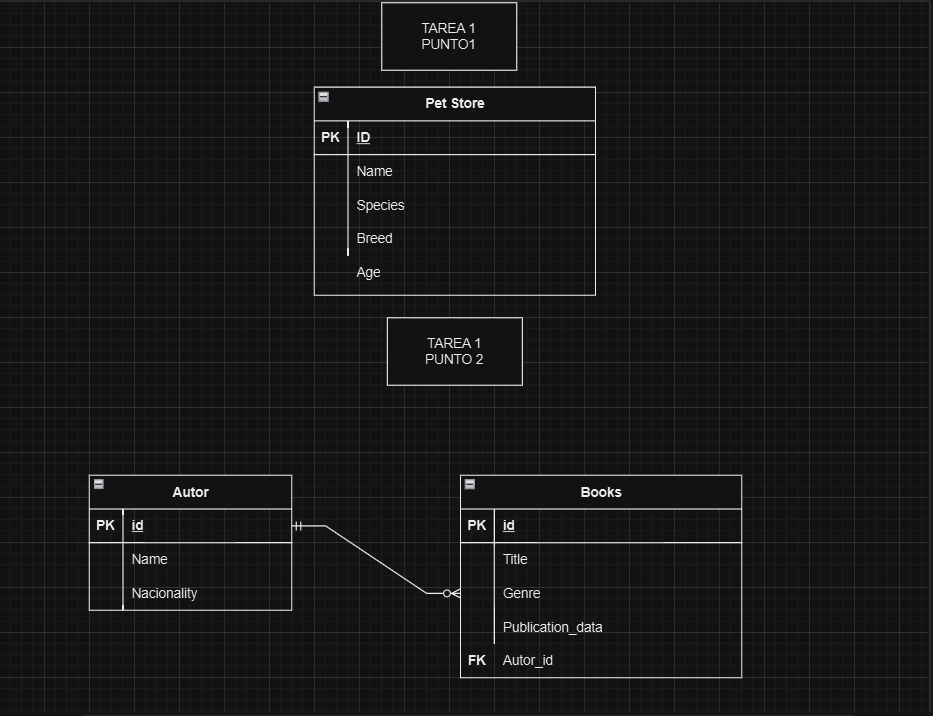 TAREA 1
PUNTO1
Pet Store
PK ID
Name
Species
Breed
Age
TAREA 1
PUNTO 2
Autor
PK id
Name
Nacionality
Books
PK id
Title
Genre
Publication_data
FK Autor_id